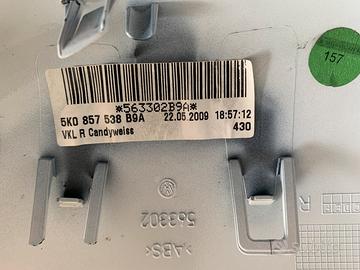 157
*563302B9A*
5K0 857 538 B9A 22.05.2009 18:57:12
VKL R Candyweiss 430
R
563302
>ABS<